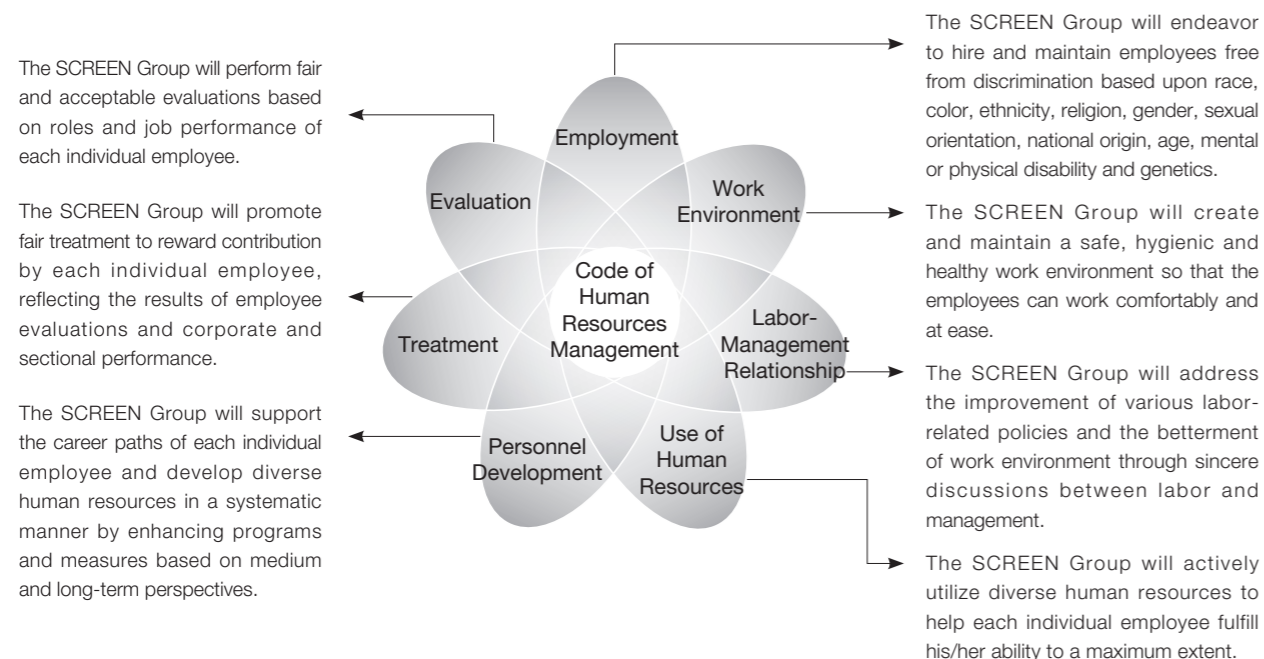 The SCREEN Group will perform fair
and acceptable evaluations based
on roles and job performance of
each individual employee.
The SCREEN Group will promote
fair treatment to reward contribution
by each individual employee,
reflecting the results of employee
evaluations and corporate and
sectional performance.
The SCREEN Group will support
the career paths of each individual
employee and develop diverse
human resources in a systematic
manner by enhancing programs
and measures based on medium
and long-term perspectives.
Employment
Evaluation
Work
Environment
Code of
Human
Resources
Management
Treatment
Labor-
Management
Relationship
Personnel
Development
Use of
Human
Resources
The SCREEN Group will endeavor
to hire and maintain employees free
from discrimination based upon race,
color, ethnicity, religion, gender, sexual
orientation, national origin, age, mental
or physical disability and genetics.
The SCREEN Group will create
and maintain a safe, hygienic and
healthy work environment so that the
employees can work comfortably and
at ease.
The SCREEN Group will address
the improvement of various labor-
related policies and the betterment
of work environment through sincere
discussions between labor and
management.
The SCREEN Group will actively
utilize diverse human resources to
help each individual employee fulfill
his/her ability to a maximum extent.